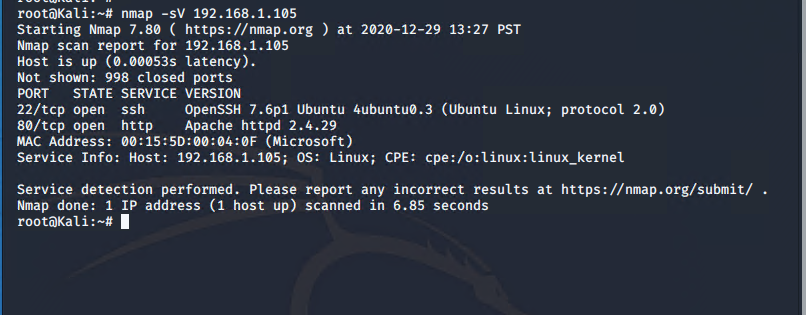 root@Kali:~# nmap -sV 192.168.1.105
Starting Nmap 7.80 ( https://nmap.org ) at 2020-12-29 13:27 PST
Nmap scan report for 192.168.1.105
Host is up (0.00053s latency).
Not shown: 998 closed ports
PORT   STATE SERVICE VERSION
22/tcp open  ssh     OpenSSH 7.6p1 Ubuntu 4ubuntu0.3 (Ubuntu Linux; protocol 2.0)
80/tcp open  http    Apache httpd 2.4.29
MAC Address: 00:15:5D:00:04:0F (Microsoft)
Service Info: Host: 192.168.1.105; OS: Linux; CPE: cpe:/o:linux:linux_kernel
Service detection performed. Please report any incorrect results at https://nmap.org/submit/ .
Nmap done: 1 IP address (1 host up) scanned in 6.85 seconds
root@Kali:~#